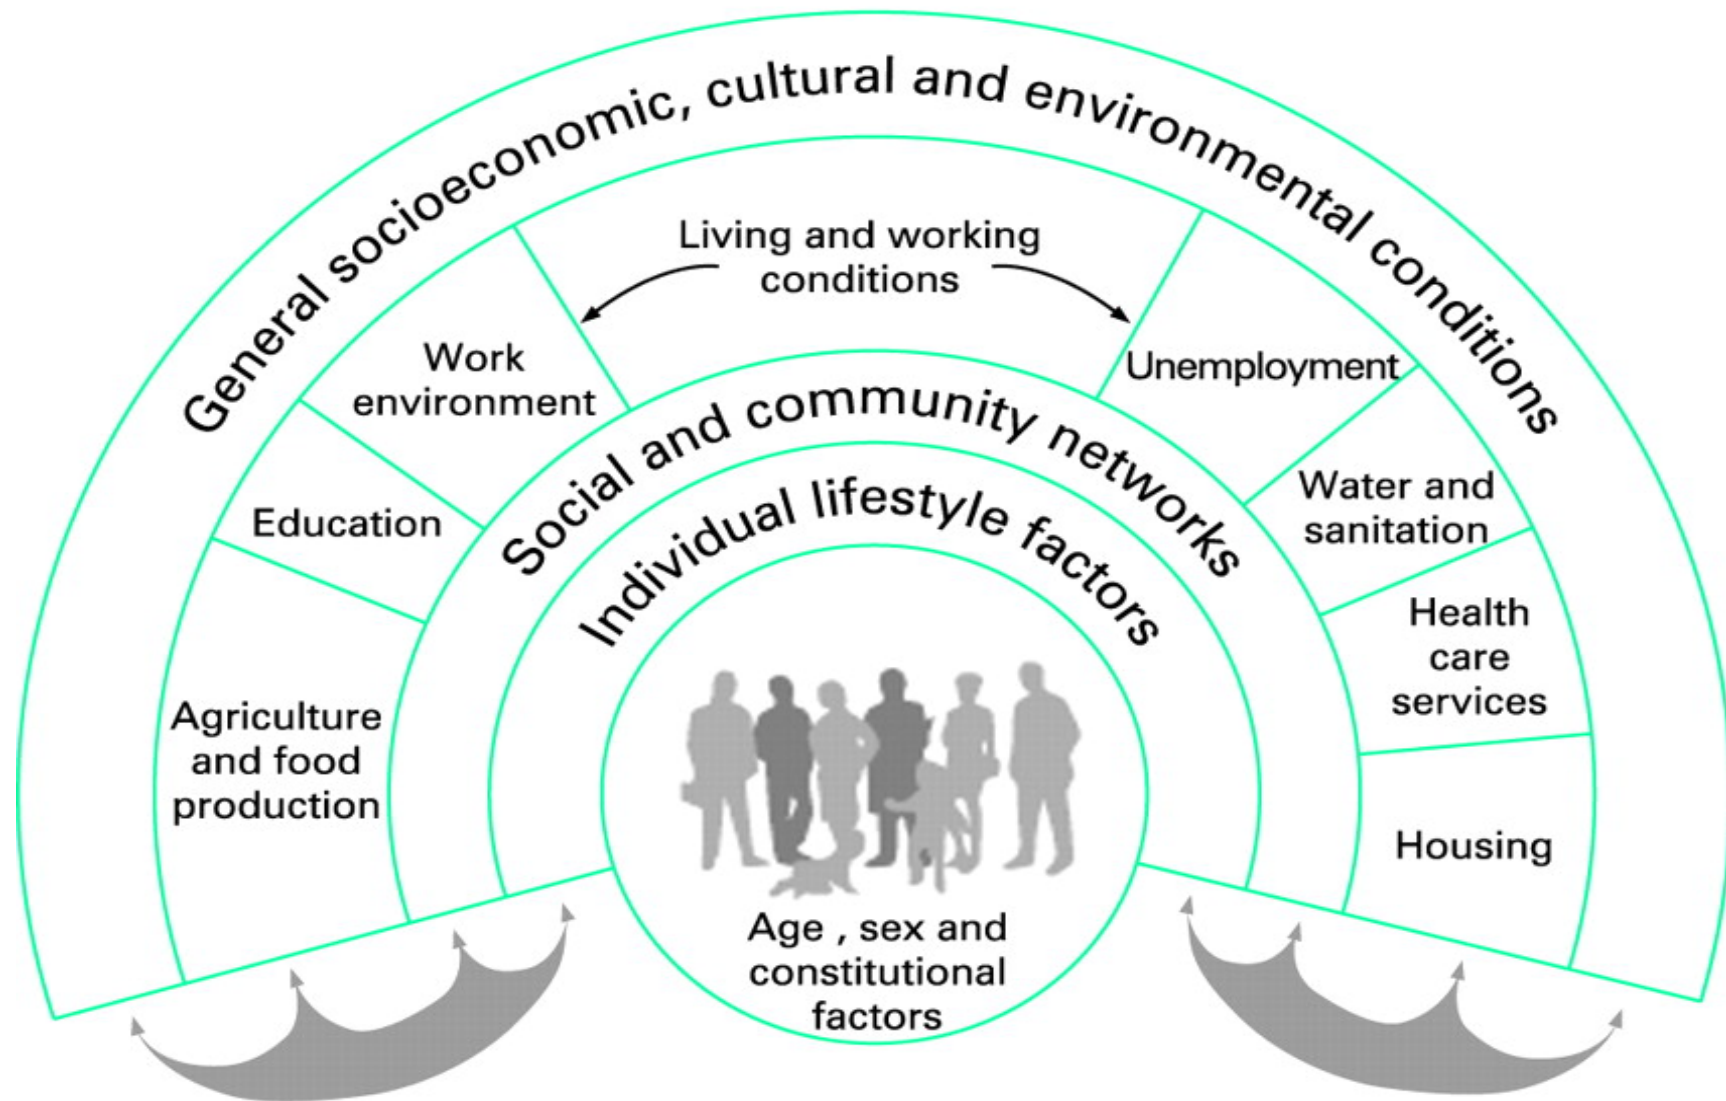 General socioeconomic, cultural and environmental conditions
Living and working
conditions
Work
environment
Unemployment
Education
Water and
sanitation
Agriculture
and food
production
Health
care
services
Housing
Social and community networks
Individual lifestyle factors
Age , sex and
constitutional
factors